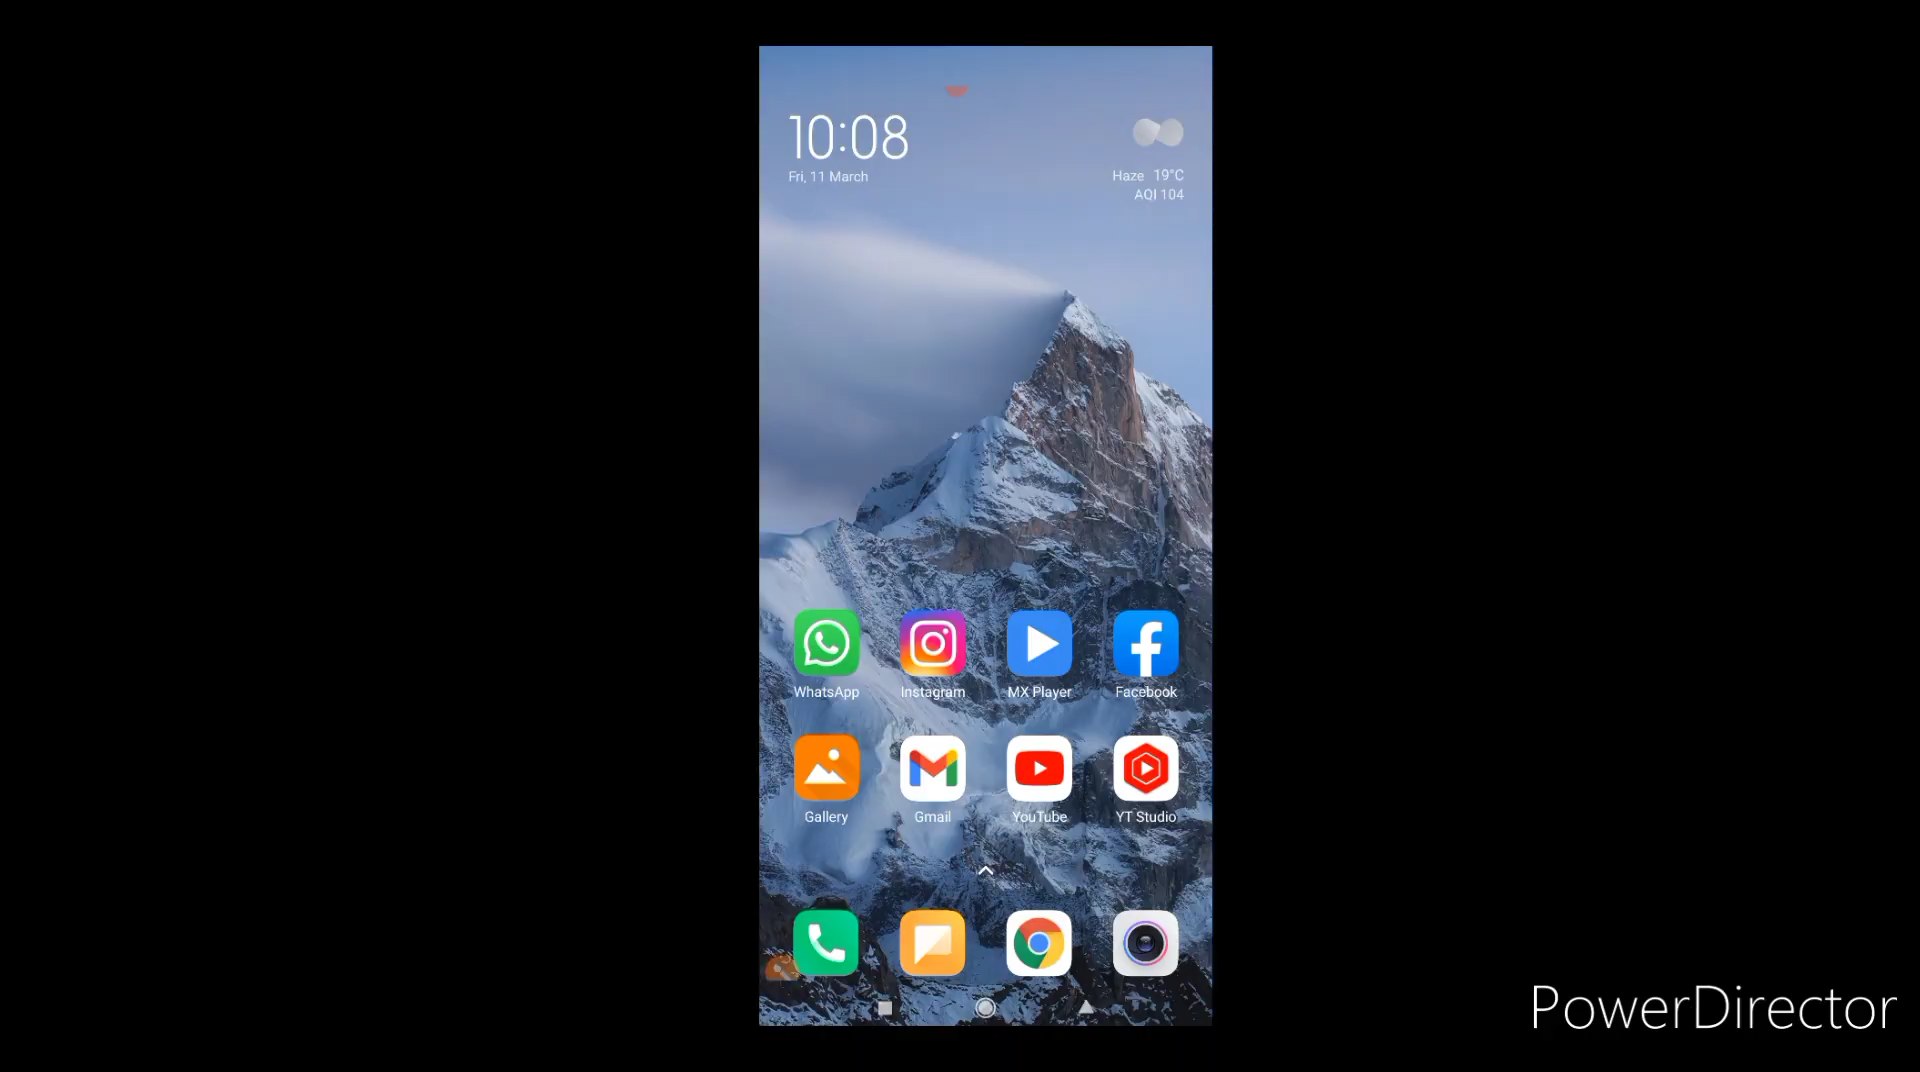 10:08
Fri, 11 March
Haze 19°C
AQI 104
WhatsApp
Instagram
MX Player
Facebook
Gallery
Gmail
YouTube
YT Studio
PowerDirector